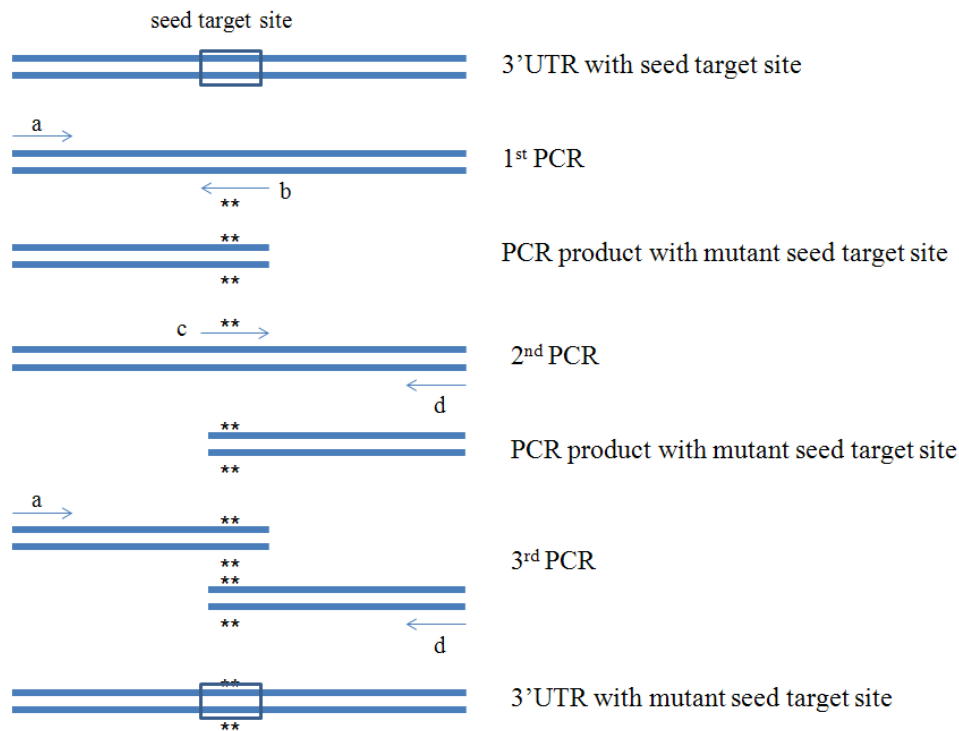 seed target site
3’UTR with seed target site
a
1st PCR
b
**
**
PCR product with mutant seed target site
**
**
c
2nd PCR
d
**
PCR product with mutant seed target site
**
a
**
**
3rd PCR
**
**
d
**
3’UTR with mutant seed target site
**